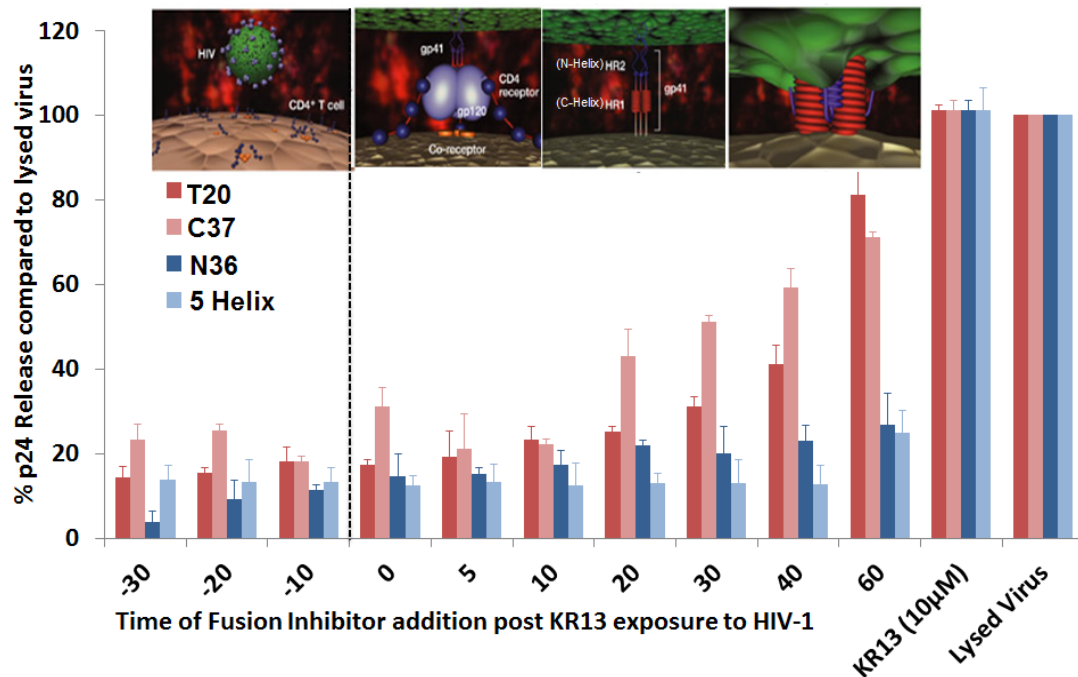 % p24 Release compared to lysed virus
120
100
80
60
40
20
0
HIV
CD4+ T cell
gp41
CD4
receptor
gp120
Co-receptor
(N-Helix) HR2
(C-Helix) HR1
gp41
T20
C37
N36
5 Helix
-30
-20
-10
0
5
10
20
30
40
60
KR13 (10µM)
Lysed Virus
Time of Fusion Inhibitor addition post KR13 exposure to HIV-1